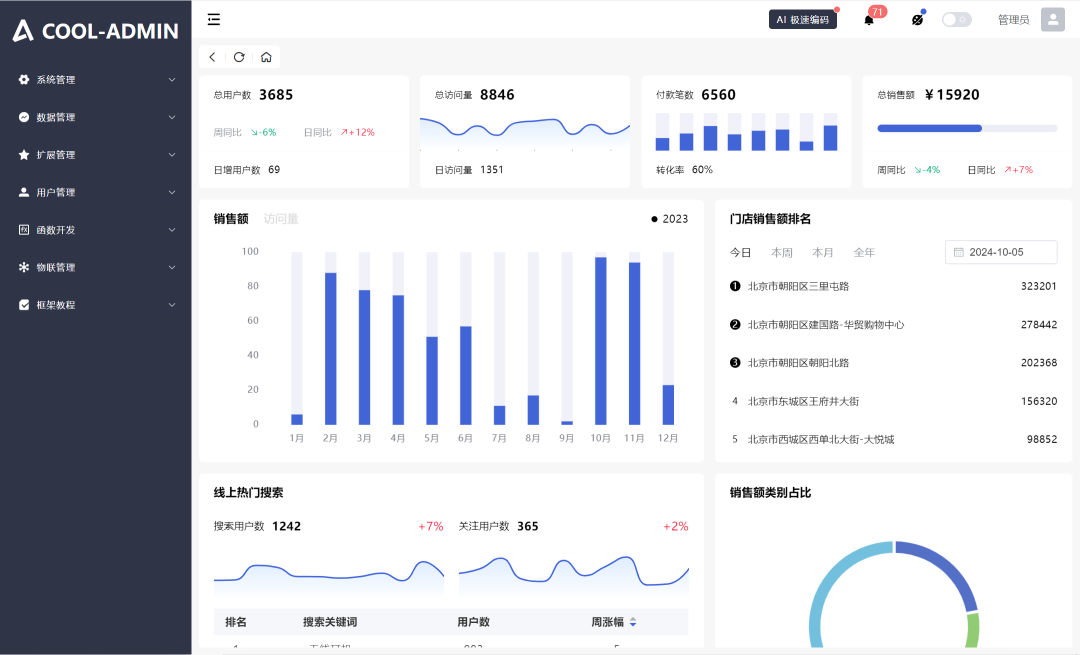 COOL-ADMIN
系统管理
数据管理
扩展管理
用户管理
函数开发
物联管理
框架教程
AI 极速编码
71
管理员
总用户数 3685
周同比 -6% 日同比 +12%
日增用户数 69
总访问量 8846
日访问量 1351
付款笔数 6560
转化率 60%
总销售额 ¥15920
周同比 -4% 日同比 +7%
销售额 访问量
2023
100
80
60
40
20
0
1月 2月 3月 4月 5月 6月 7月 8月 9月 10月 11月 12月
门店销售额排名
今日 本周 本月 全年 2024-10-05
1 北京市朝阳区三里屯路 323201
2 北京市朝阳区建国路-华贸购物中心 278442
3 北京市朝阳区朝阳北路 202368
4 北京市东城区王府井大街 156320
5 北京市西城区西单北大街-大悦城 98852
线上热门搜索
搜索用户数 1242 +7% 关注用户数 365 +2%
排名 搜索关键词 用户数 周涨幅
销售额类别占比